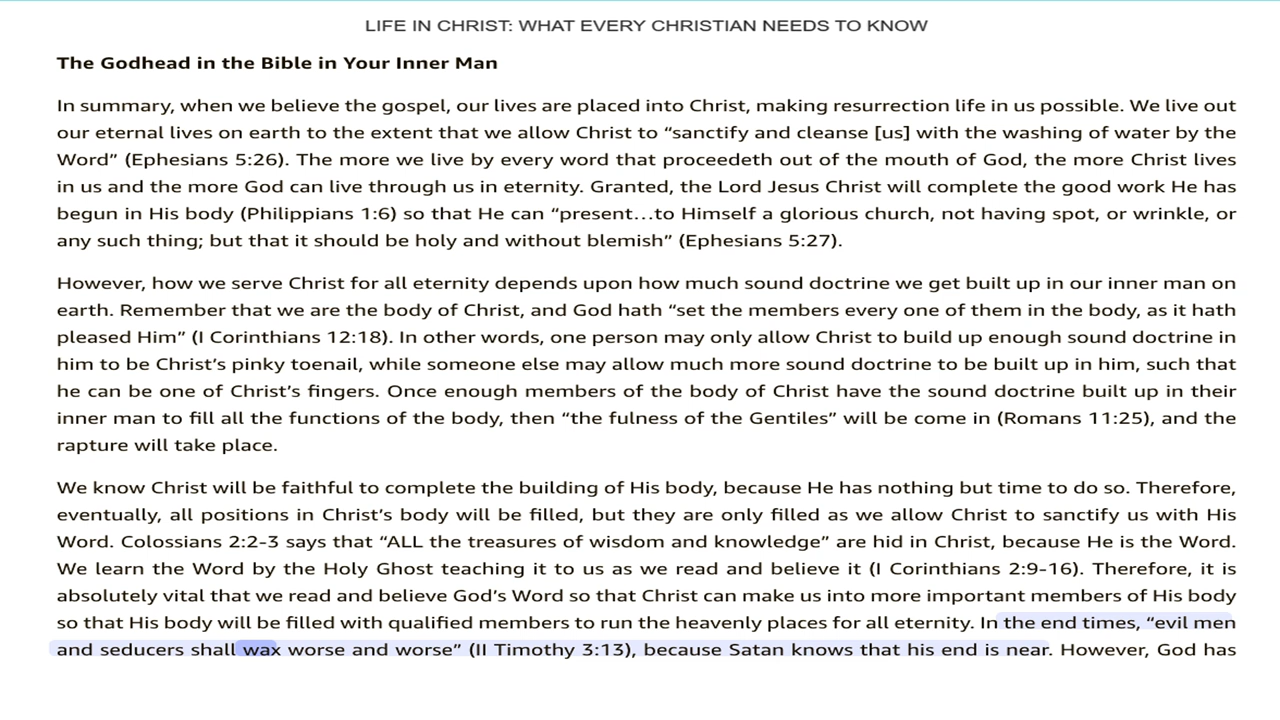 LIFE IN CHRIST: WHAT EVERY CHRISTIAN NEEDS TO KNOW
The Godhead in the Bible in Your Inner Man
In summary, when we believe the gospel, our lives are placed into Christ, making resurrection life in us possible. We live out
our eternal lives on earth to the extent that we allow Christ to “sanctify and cleanse [us] with the washing of water by the
Word” (Ephesians 5:26). The more we live by every word that proceedeth out of the mouth of God, the more Christ lives
in us and the more God can live through us in eternity. Granted, the Lord Jesus Christ will complete the good work He has
begun in His body (Philippians 1:6) so that He can “present…to Himself a glorious church, not having spot, or wrinkle, or
any such thing; but that it should be holy and without blemish” (Ephesians 5:27).
However, how we serve Christ for all eternity depends upon how much sound doctrine we get built up in our inner man on
earth. Remember that we are the body of Christ, and God hath “set the members every one of them in the body, as it hath
pleased Him” (I Corinthians 12:18). In other words, one person may only allow Christ to build up enough sound doctrine in
him to be Christ’s pinky toenail, while someone else may allow much more sound doctrine to be built up in him, such that
he can be one of Christ’s fingers. Once enough members of the body of Christ have the sound doctrine built up in their
inner man to fill all the functions of the body, then “the fulness of the Gentiles” will be come in (Romans 11:25), and the
rapture will take place.
We know Christ will be faithful to complete the building of His body, because He has nothing but time to do so. Therefore,
eventually, all positions in Christ’s body will be filled, but they are only filled as we allow Christ to sanctify us with His
Word. Colossians 2:2-3 says that “ALL the treasures of wisdom and knowledge” are hid in Christ, because He is the Word.
We learn the Word by the Holy Ghost teaching it to us as we read and believe it (I Corinthians 2:9-16). Therefore, it is
absolutely vital that we read and believe God’s Word so that Christ can make us into more important members of His body
so that His body will be filled with qualified members to run the heavenly places for all eternity. In the end times, “evil men
and seducers shall wax worse and worse” (II Timothy 3:13), because Satan knows that his end is near. However, God has